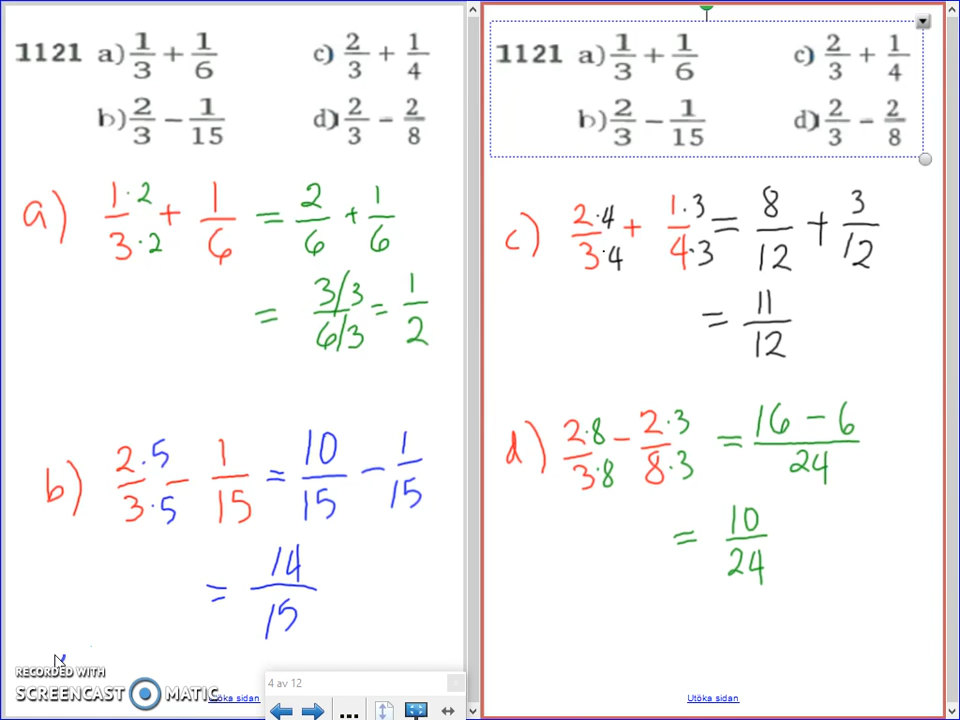 1121 a) 1/3 + 1/6 c) 2/3 + 1/4
b) 2/3 − 1/15 d) 2/3 − 2/8
a) 1·2/3·2 + 1/6 = 2/6 + 1/6
= 3/3 / 6/3 = 1/2
b) 2·5/3·5 − 1/15 = 10/15 − 1/15
= 14/15
RECORDED WITH
SCREENCAST MATIC
Utöka sidan
4 av 12
1121 a) 1/3 + 1/6 c) 2/3 + 1/4
b) 2/3 − 1/15 d) 2/3 − 2/8
c) 2·4/3·4 + 1·3/4·3 = 8/12 + 3/12
= 11/12
d) 2·8/3·8 − 2·3/8·3 = 16 − 6/24
= 10/24
Utöka sidan